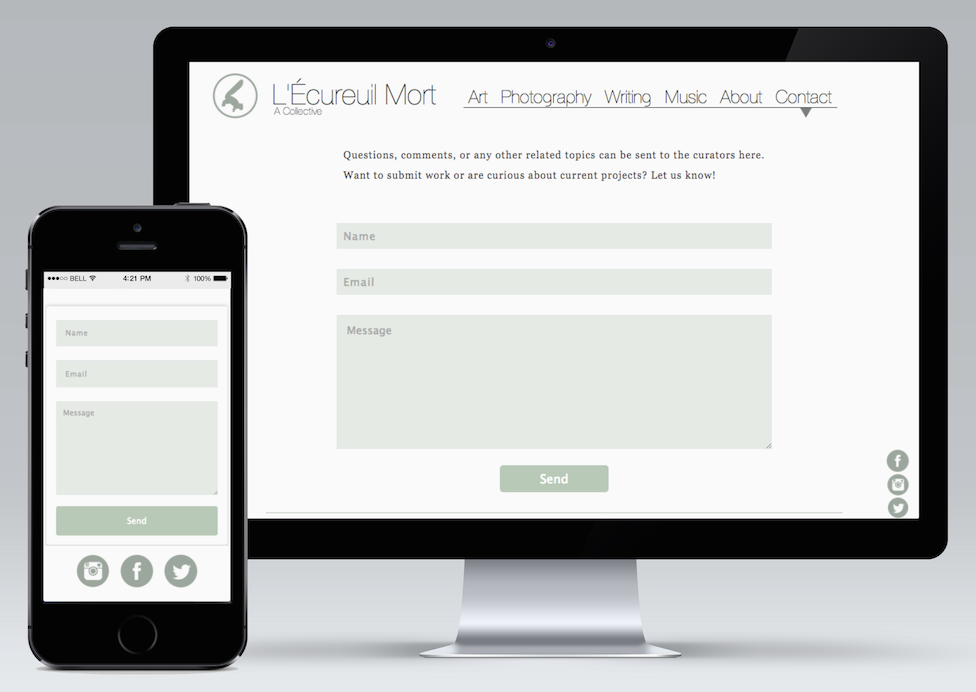 L'Écureuil Mort
A Collective
Art Photography Writing Music About Contact
Questions, comments, or any other related topics can be sent to the curators here.
Want to submit work or are curious about current projects? Let us know!
Name
Email
Message
Send
BELL 4:21 PM 100%
Name
Email
Message
Send